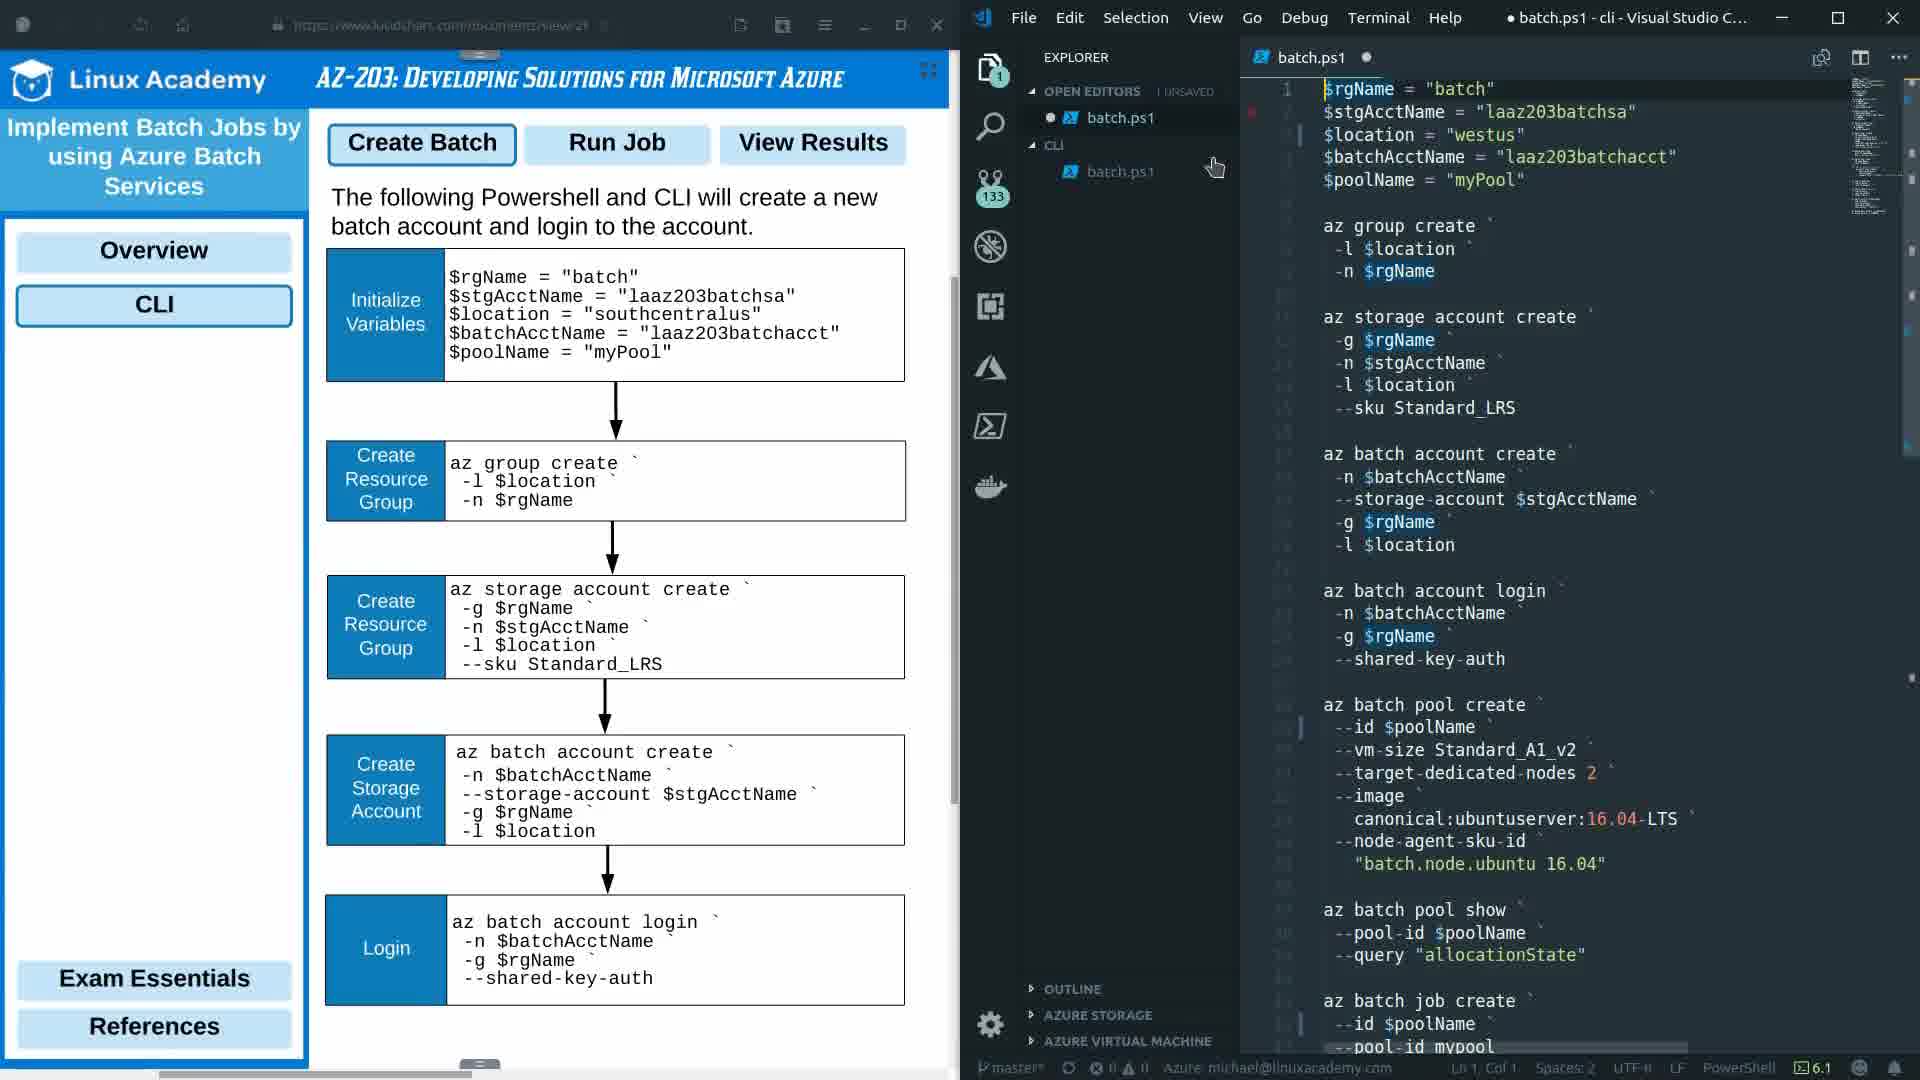 https://www.lucidchart.com/documents/view/2f
Linux Academy
AZ-203: Developing Solutions for Microsoft Azure
Implement Batch Jobs by
using Azure Batch
Services
Overview
CLI
Exam Essentials
References
Create Batch
Run Job
View Results
The following Powershell and CLI will create a new
batch account and login to the account.
Initialize
Variables
$rgName = "batch"
$stgAcctName = "laaz203batchsa"
$location = "southcentralus"
$batchAcctName = "laaz203batchacct"
$poolName = "myPool"
Create
Resource
Group
az group create `
-l $location `
-n $rgName
Create
Resource
Group
az storage account create `
-g $rgName `
-n $stgAcctName `
-l $location `
--sku Standard_LRS
Create
Storage
Account
az batch account create `
-n $batchAcctName `
--storage-account $stgAcctName `
-g $rgName `
-l $location
Login
az batch account login `
-n $batchAcctName `
-g $rgName `
--shared-key-auth
File Edit Selection View Go Debug Terminal Help
● batch.ps1 - cli - Visual Studio C...
EXPLORER
OPEN EDITORS 1 UNSAVED
batch.ps1
CLI
batch.ps1
1
133
OUTLINE
AZURE STORAGE
AZURE VIRTUAL MACHINE
batch.ps1
1
$rgName = "batch"
$stgAcctName = "laaz203batchsa"
$location = "westus"
$batchAcctName = "laaz203batchacct"
$poolName = "myPool"
az group create `
-l $location `
-n $rgName
az storage account create `
-g $rgName `
-n $stgAcctName `
-l $location `
--sku Standard_LRS
az batch account create `
-n $batchAcctName `
--storage-account $stgAcctName `
-g $rgName `
-l $location
az batch account login `
-n $batchAcctName `
-g $rgName `
--shared-key-auth
az batch pool create `
--id $poolName `
--vm-size Standard_A1_v2 `
--target-dedicated-nodes 2 `
--image `
canonical:ubuntuserver:16.04-LTS `
--node-agent-sku-id `
"batch.node.ubuntu 16.04"
az batch pool show `
--pool-id $poolName `
--query "allocationState"
az batch job create `
--id $poolName `
--pool-id mypool
master* 0 0 Azure: michael@linuxacademy.com Ln 1, Col 1 Spaces: 2 UTF-8 LF PowerShell 6.1